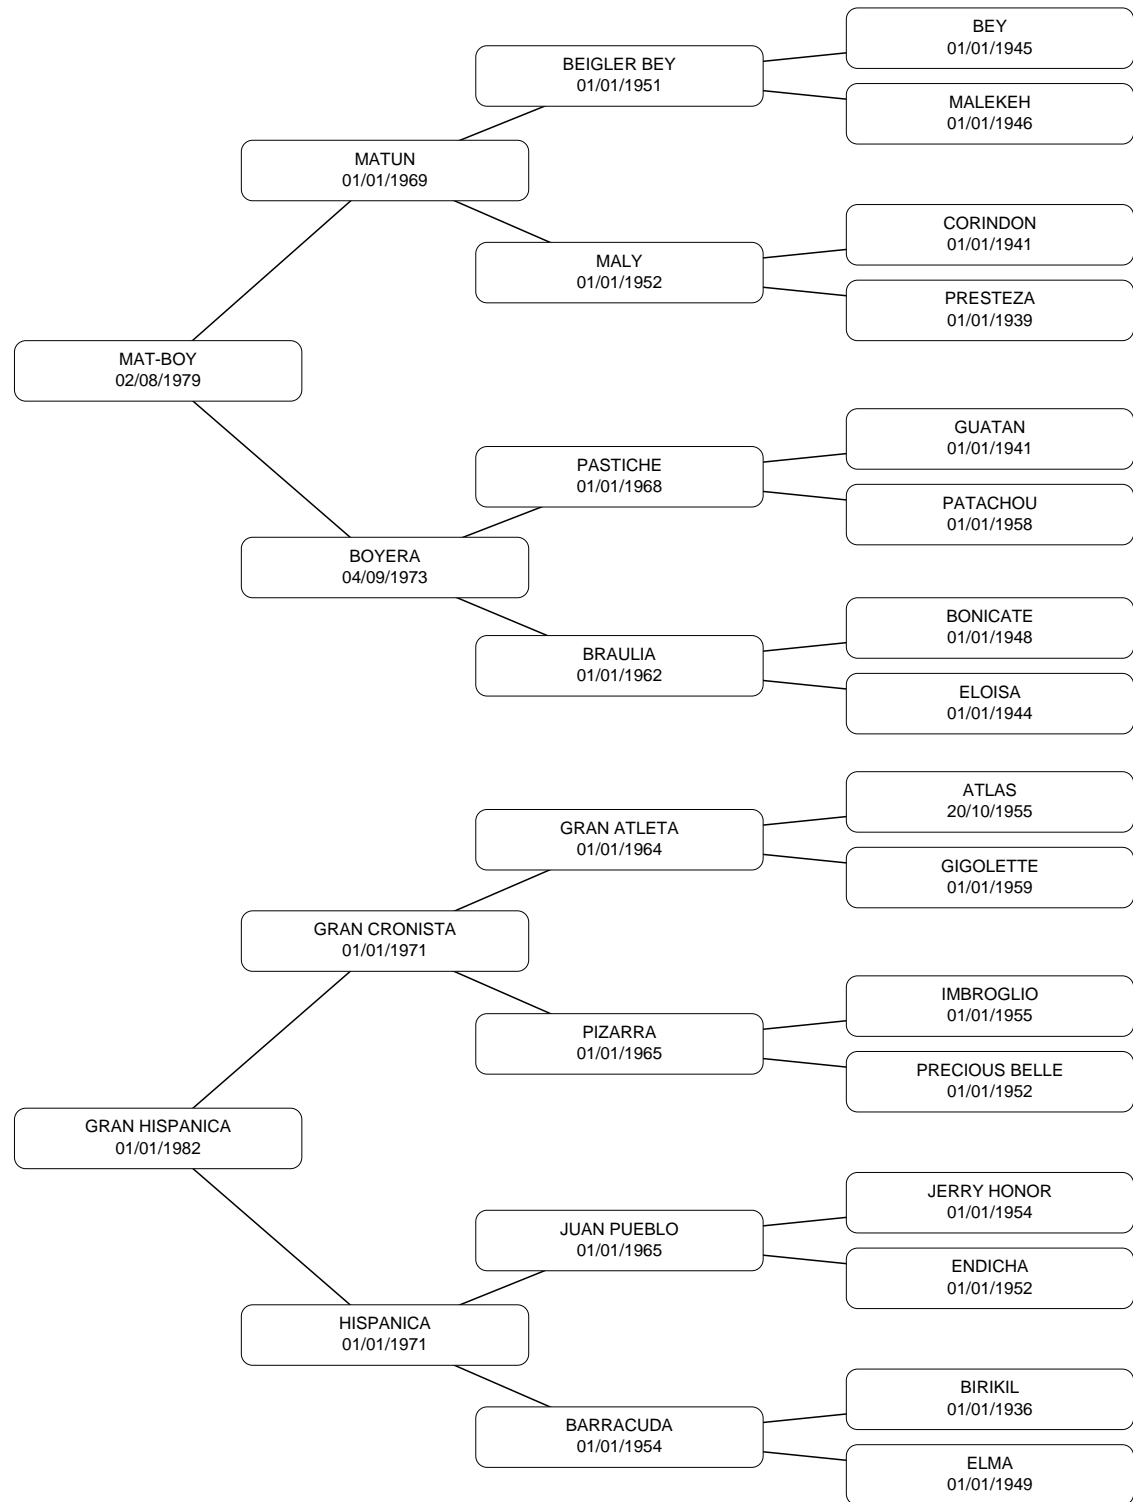 BEY
01/01/1945
BEIGLER BEY
01/01/1951
MALEKEH
01/01/1946
MATUN
01/01/1969
CORINDON
01/01/1941
MALY
01/01/1952
PRESTEZA
01/01/1939
MAT-BOY
02/08/1979
GUATAN
01/01/1941
PASTICHE
01/01/1968
PATACHOU
01/01/1958
BOYERA
04/09/1973
BONICATE
01/01/1948
BRAULIA
01/01/1962
ELOISA
01/01/1944
ATLAS
20/10/1955
GRAN ATLETA
01/01/1964
GIGOLETTE
01/01/1959
GRAN CRONISTA
01/01/1971
IMBROGLIO
01/01/1955
PIZARRA
01/01/1965
PRECIOUS BELLE
01/01/1952
GRAN HISPANICA
01/01/1982
JERRY HONOR
01/01/1954
JUAN PUEBLO
01/01/1965
ENDICHA
01/01/1952
HISPANICA
01/01/1971
BIRIKIL
01/01/1936
BARRACUDA
01/01/1954
ELMA
01/01/1949